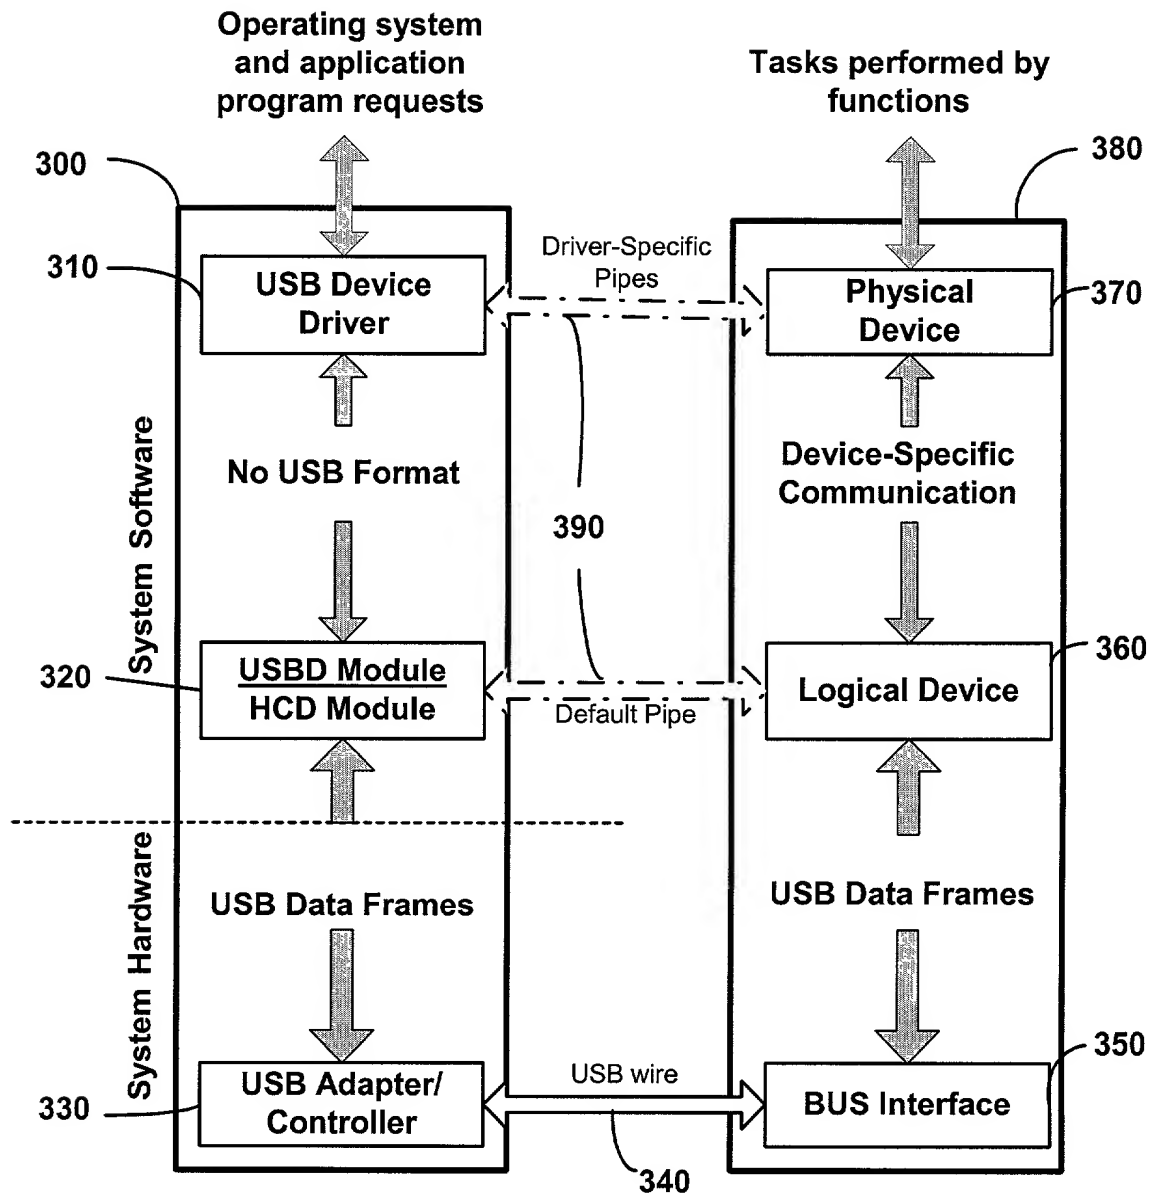 Operating system
and application
program requests
Tasks performed by
functions
300
380
310
USB Device
Driver
Driver-Specific
Pipes
Physical
Device
370
System Software
No USB Format
Device-Specific
Communication
390
320
USBD Module
HCD Module
Default Pipe
Logical Device
360
System Hardware
USB Data Frames
USB Data Frames
330
USB Adapter/
Controller
USB wire
340
BUS Interface
350